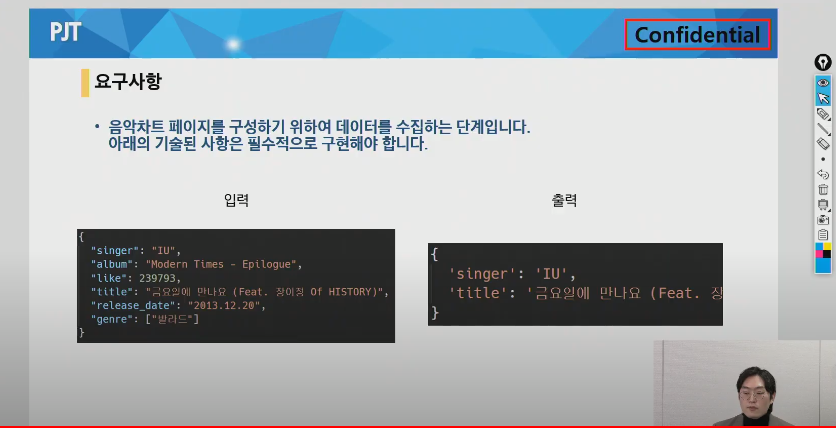 PJT
Confidential
요구사항
• 음악차트 페이지를 구성하기 위하여 데이터를 수집하는 단계입니다.
아래의 기술된 사항은 필수적으로 구현해야 합니다.
입력
출력
{
"singer": "IU",
"album": "Modern Times – Epilogue",
"like": 239793,
"title": "금요일에 만나요 (Feat. 장이정 Of HISTORY)",
"release_date": "2013.12.20",
"genre": ["발라드"]
}
{
'singer': 'IU',
'title': '금요일에 만나요 (Feat. 장
}